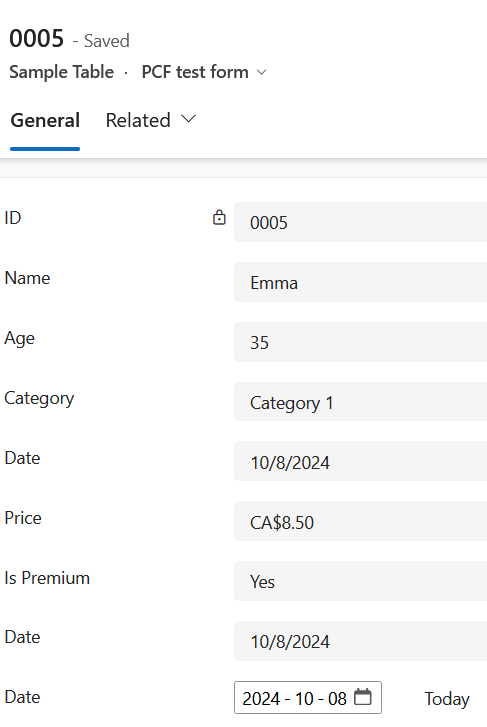 0005 - Saved
Sample Table · PCF test form
General Related
ID 0005
Name Emma
Age 35
Category Category 1
Date 10/8/2024
Price CA$8.50
Is Premium Yes
Date 10/8/2024
Date 2024 - 10 - 08 Today